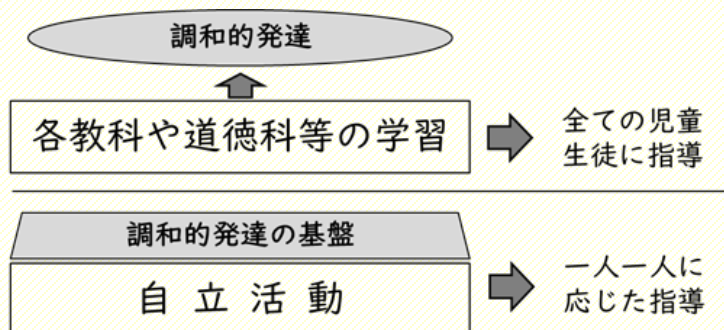 調和的発達
各教科や道徳科等の学習
全ての児童
生徒に指導
調和的発達の基盤
自立活動
一人一人に
応じた指導